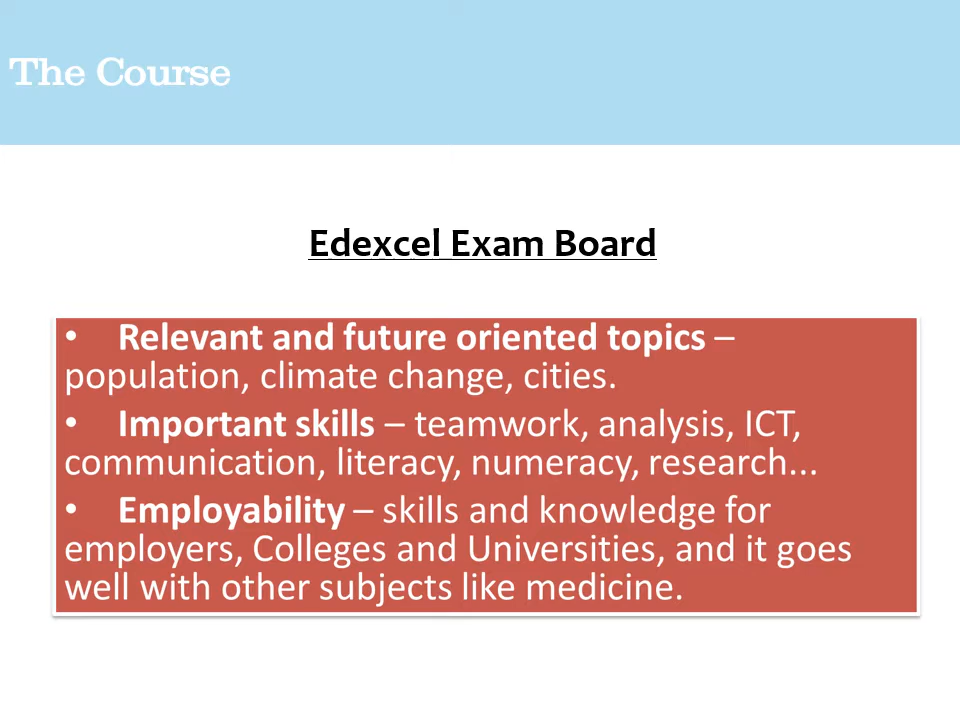 The Course
Edexcel Exam Board
• Relevant and future oriented topics –
population, climate change, cities.
• Important skills – teamwork, analysis, ICT,
communication, literacy, numeracy, research...
• Employability – skills and knowledge for
employers, Colleges and Universities, and it goes
well with other subjects like medicine.